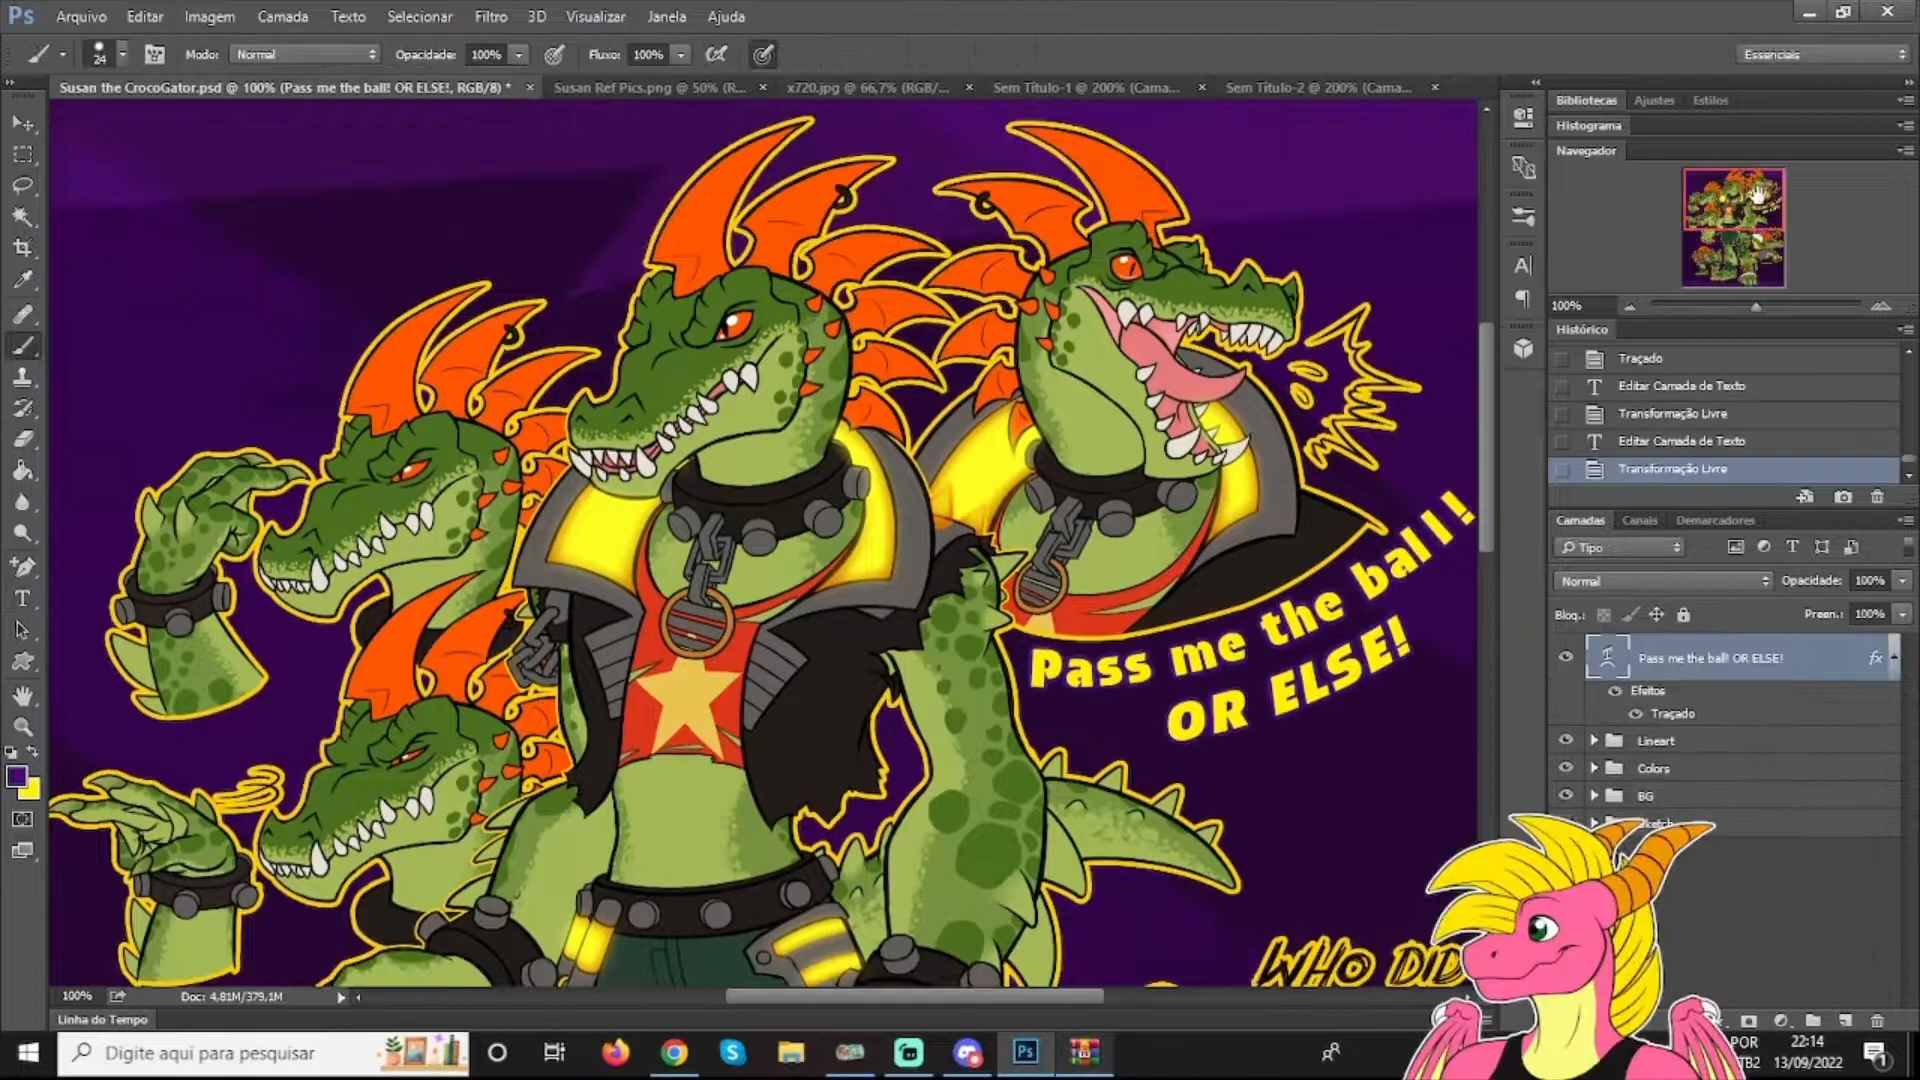 Ps Arquivo Editar Imagem Camada Texto Selecionar Filtro 3D Visualizar Janela Ajuda
24 Modo: Normal Opacidade: 100% Fluxo: 100% Essenciais
Susan the CrocoGator.psd @ 100% (Pass me the ball! OR ELSE!, RGB/8) * Susan Ref Pics.png @ 50% (R... x720.jpg @ 66,7% (RGB/... Sem Título-1 @ 200% (Cama... Sem Título-2 @ 200% (Cama...
Bibliotecas Ajustes Estilos
Histograma
Navegador
100%
Histórico
Traçado
Editar Camada de Texto
Transformação Livre
Editar Camada de Texto
Transformação Livre
Camadas Canais Demarcadores
Tipo
Normal Opacidade: 100%
Bloq.: Preen.: 100%
Pass me the ball! OR ELSE! fx
Efeitos
Traçado
Lineart
Colors
BG
Sketch
Pass me the ball!
OR ELSE!
WHO DID
100% Doc: 4,81M/379,1M
Linha do Tempo
Digite aqui para pesquisar
Ps
POR 22:14
PTB2 13/09/2022
1